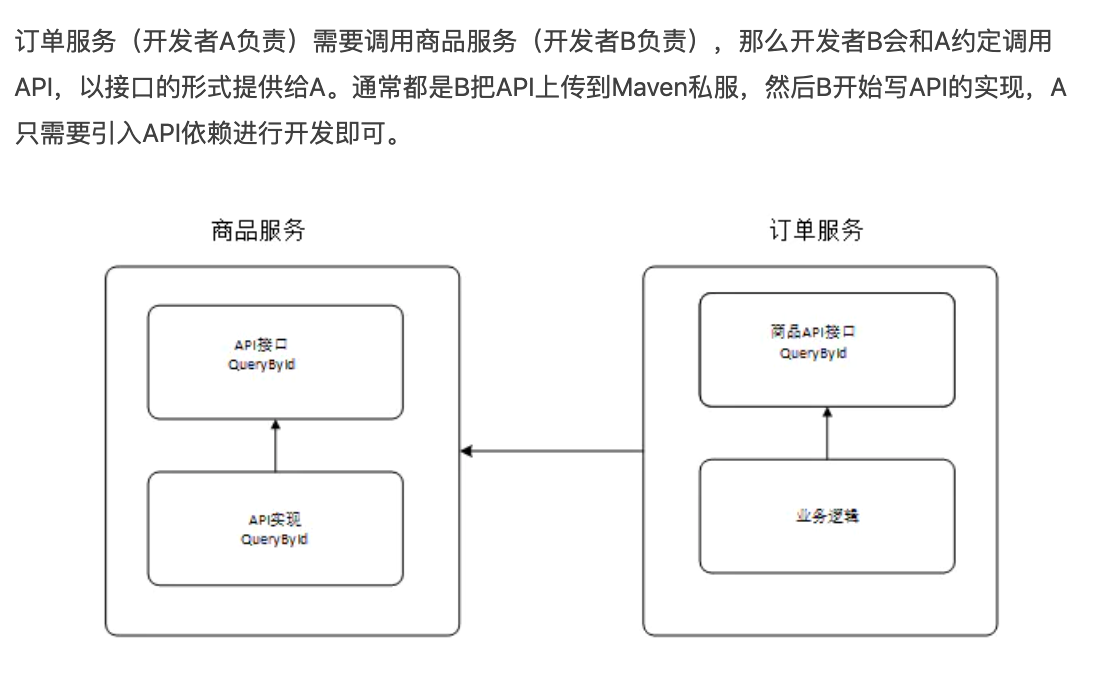 订单服务（开发者A负责）需要调用商品服务（开发者B负责），那么开发者B会和A约定调用
API，以接口的形式提供给A。通常都是B把API上传到Maven私服，然后B开始写API的实现，A
只需要引入API依赖进行开发即可。
商品服务
API接口
QueryById
API实现
QueryById
订单服务
商品API接口
QueryById
业务逻辑